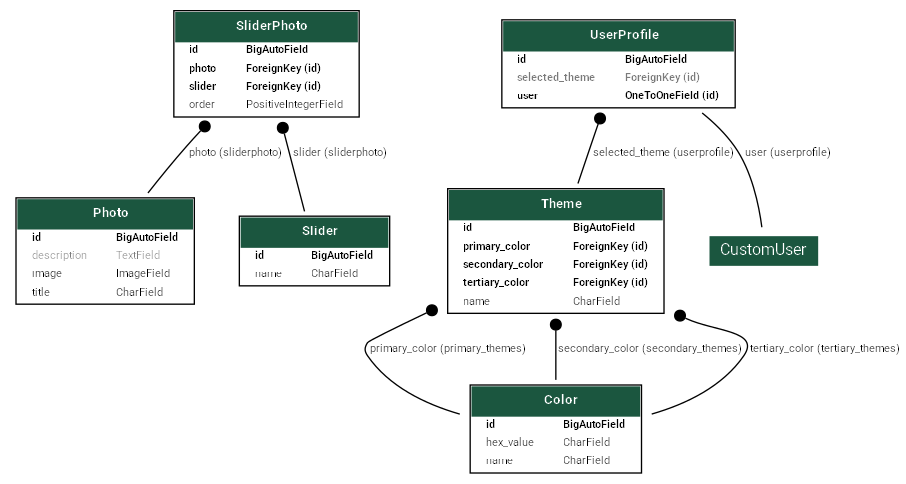 SliderPhoto
id BigAutoField
photo ForeignKey (id)
slider ForeignKey (id)
order PositiveIntegerField
UserProfile
id BigAutoField
selected_theme ForeignKey (id)
user OneToOneField (id)
photo (sliderphoto)
slider (sliderphoto)
selected_theme (userprofile)
user (userprofile)
Photo
id BigAutoField
description TextField
image ImageField
title CharField
Slider
id BigAutoField
name CharField
Theme
id BigAutoField
primary_color ForeignKey (id)
secondary_color ForeignKey (id)
tertiary_color ForeignKey (id)
name CharField
CustomUser
primary_color (primary_themes)
secondary_color (secondary_themes)
tertiary_color (tertiary_themes)
Color
id BigAutoField
hex_value CharField
name CharField